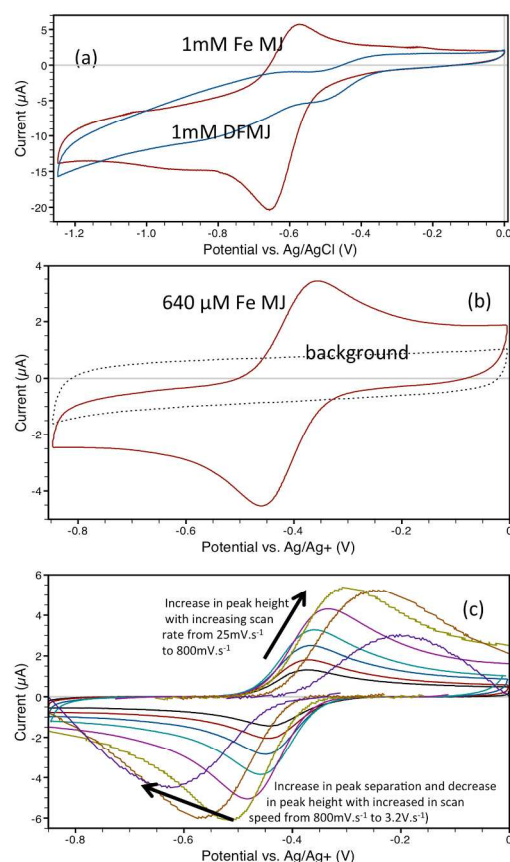 (a)
1mM Fe MJ
1mM DFMJ
Current (µA)
5
0
-5
-10
-15
-20
-1.2 -1.0 -0.8 -0.6 -0.4 -0.2 0.0
Potential vs. Ag/AgCl (V)
(b)
640 µM Fe MJ
background
Current (µA)
4
2
0
-2
-4
-0.8 -0.6 -0.4 -0.2 0
Potential vs. Ag/Ag+ (V)
(c)
Increase in peak height
with increasing scan
rate from 25mV.s⁻¹
to 800mV.s⁻¹
Current (µA)
6
4
2
0
-2
-4
-6
Increase in peak separation and decrease
in peak height with increased in scan
speed from 800mV.s⁻¹ to 3.2V.s⁻¹)
-0.8 -0.6 -0.4 -0.2 0.0
Potential vs. Ag/Ag+ (V)